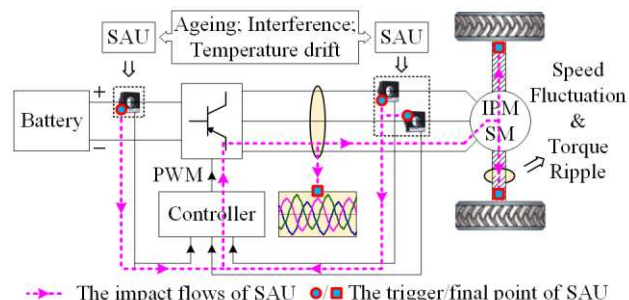 Ageing; Interference;
Temperature drift
SAU
SAU
Speed
Fluctuation
&
Torque
Ripple
+
Battery
−
IPM
SM
PWM
Controller
The impact flows of SAU
/
The trigger/final point of SAU